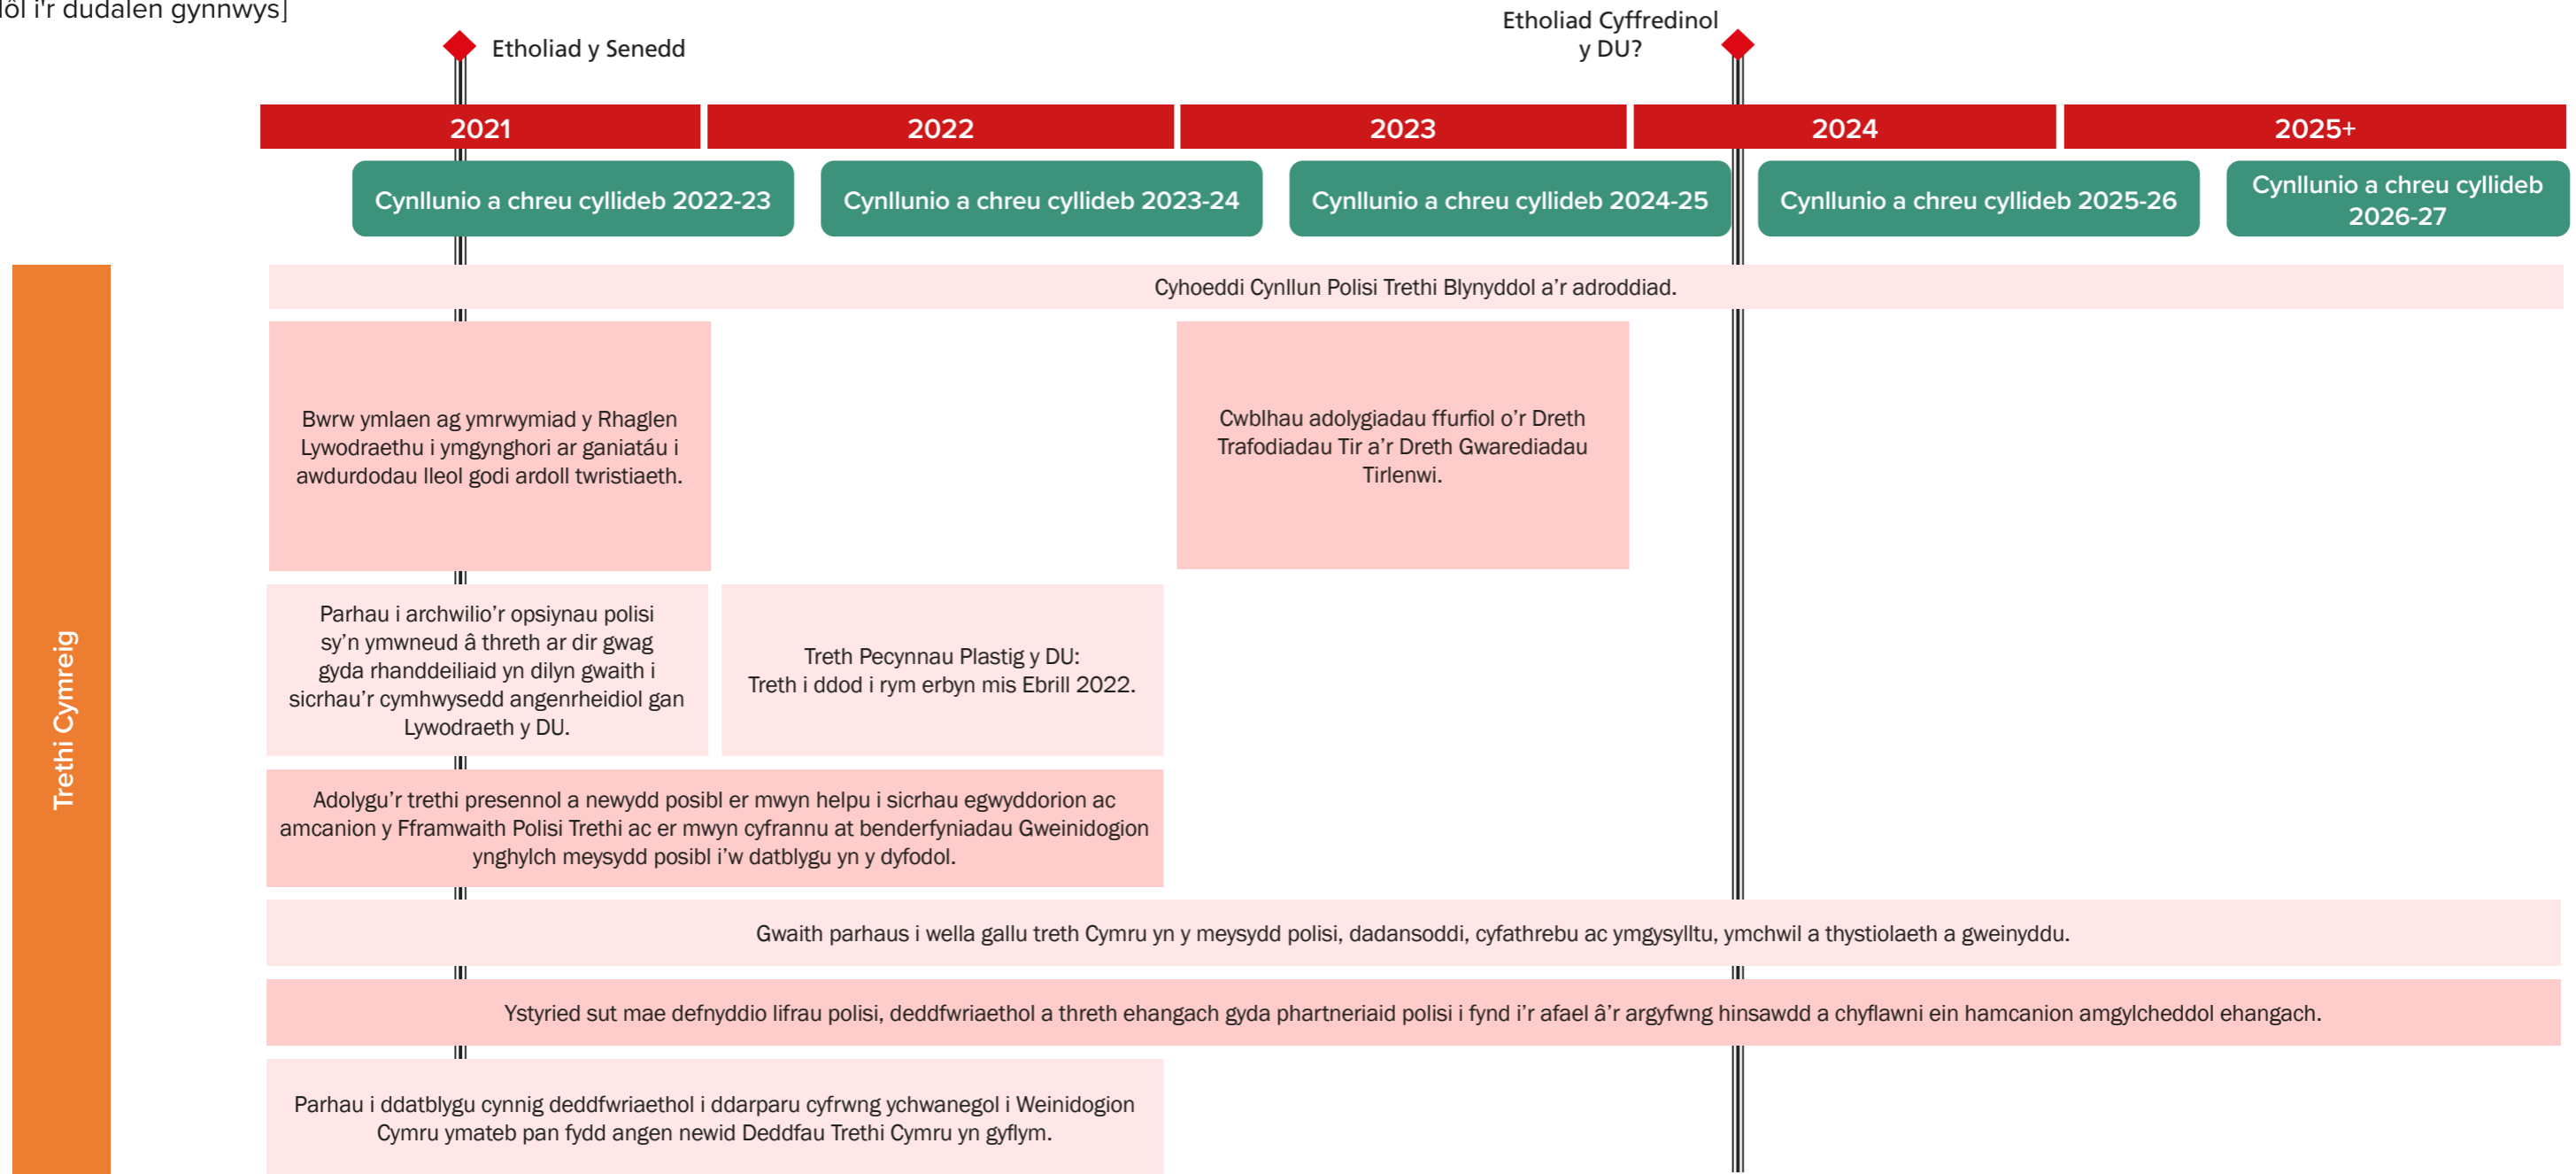 i'r dudalen gynnwys]
Etholiad y Senedd
Etholiad Cyffredinol
y DU?
2021
2022
2023
2024
2025+
Cynllunio a chreu cyllideb 2022-23
Cynllunio a chreu cyllideb 2023-24
Cynllunio a chreu cyllideb 2024-25
Cynllunio a chreu cyllideb 2025-26
Cynllunio a chreu cyllideb
2026-27
Trethi Cymreig
Cyhoeddi Cynllun Polisi Trethi Blynyddol a’r adroddiad.
Bwrw ymlaen ag ymrwymiad y Rhaglen
Lywodraethu i ymgynghori ar ganiatáu i
awdurdodau lleol godi ardoll twristiaeth.
Cwblhau adolygiadau ffurfiol o’r Dreth
Trafodiadau Tir a’r Dreth Gwarediadau
Tirlenwi.
Parhau i archwilio’r opsiynau polisi
sy’n ymwneud â threth ar dir gwag
gyda rhanddeiliaid yn dilyn gwaith i
sicrhau’r cymhwysedd angenrheidiol gan
Lywodraeth y DU.
Treth Pecynnau Plastig y DU:
Treth i ddod i rym erbyn mis Ebrill 2022.
Adolygu’r trethi presennol a newydd posibl er mwyn helpu i sicrhau egwyddorion ac
amcanion y Fframwaith Polisi Trethi ac er mwyn cyfrannu at benderfyniadau Gweinidogion
ynghylch meysydd posibl i’w datblygu yn y dyfodol.
Gwaith parhaus i wella gallu treth Cymru yn y meysydd polisi, dadansoddi, cyfathrebu ac ymgysylltu, ymchwil a thystiolaeth a gweinyddu.
Ystyried sut mae defnyddio lifrau polisi, deddfwriaethol a threth ehangach gyda phartneriaid polisi i fynd i’r afael â’r argyfwng hinsawdd a chyflawni ein hamcanion amgylcheddol ehangach.
Parhau i ddatblygu cynnig deddfwriaethol i ddarparu cyfrwng ychwanegol i Weinidogion
Cymru ymateb pan fydd angen newid Deddfau Trethi Cymru yn gyflym.